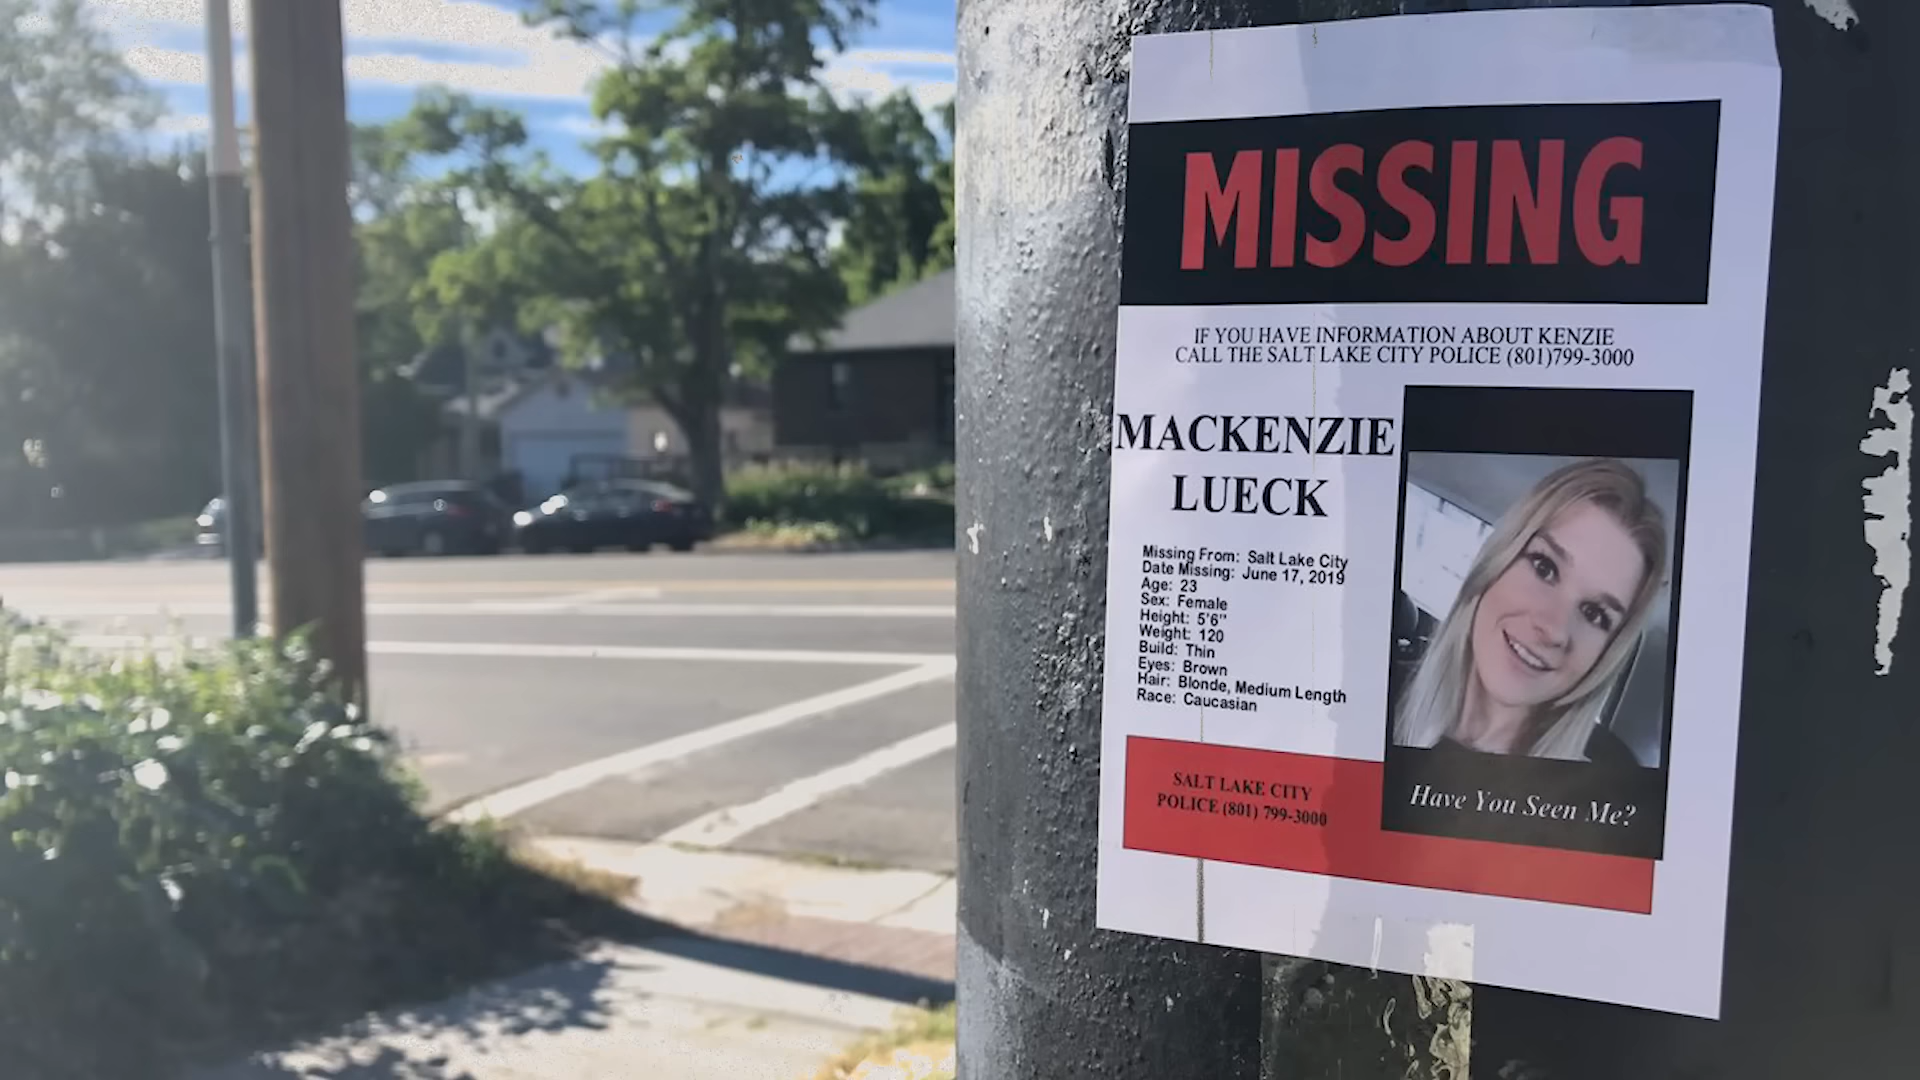 MISSING
IF YOU HAVE INFORMATION ABOUT KENZIE
CALL THE SALT LAKE CITY POLICE (801)799-3000
MACKENZIE
LUECK
Missing From: Salt Lake City
Date Missing: June 17, 2019
Age: 23
Sex: Female
Height: 5'6"
Weight: 120
Build: Thin
Eyes: Brown
Hair: Blonde, Medium Length
Race: Caucasian
SALT LAKE CITY
POLICE (801) 799-3000
Have You Seen Me?